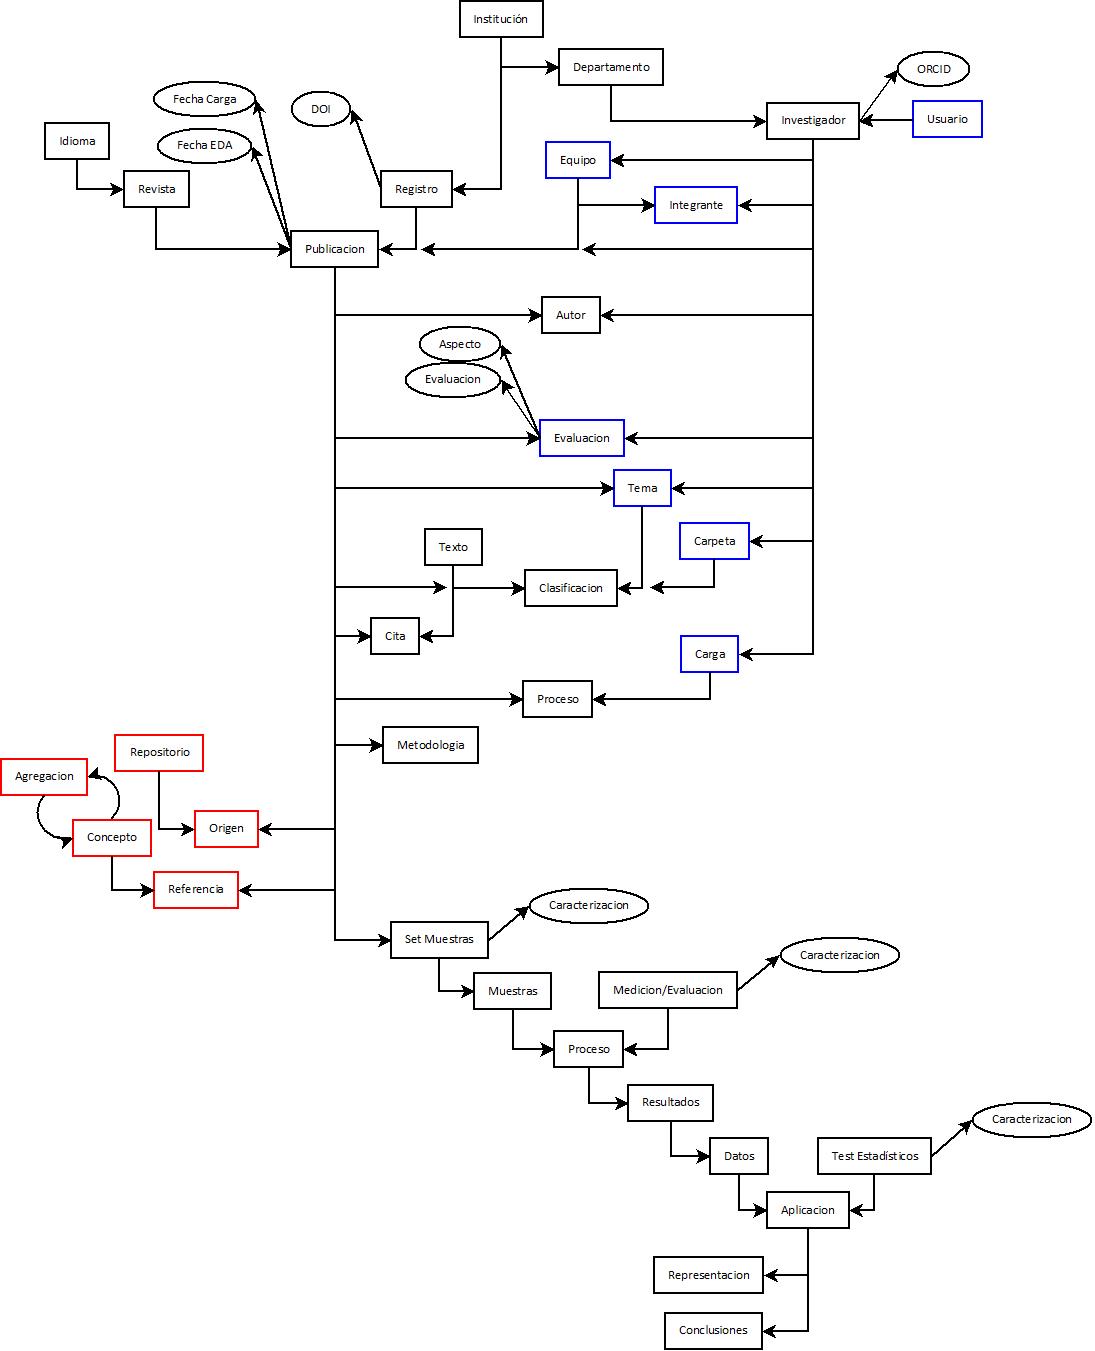 Institución
Departamento
ORCID
Fecha Carga
DOI
Investigador
Usuario
Idioma
Fecha EDA
Equipo
Revista
Registro
Integrante
Publicacion
Autor
Aspecto
Evaluacion
Evaluacion
Tema
Texto
Carpeta
Clasificacion
Cita
Carga
Proceso
Metodologia
Repositorio
Agregacion
Origen
Concepto
Referencia
Caracterizacion
Set Muestras
Caracterizacion
Muestras
Medicion/Evaluacion
Proceso
Resultados
Caracterizacion
Datos
Test Estadísticos
Aplicacion
Representacion
Conclusiones